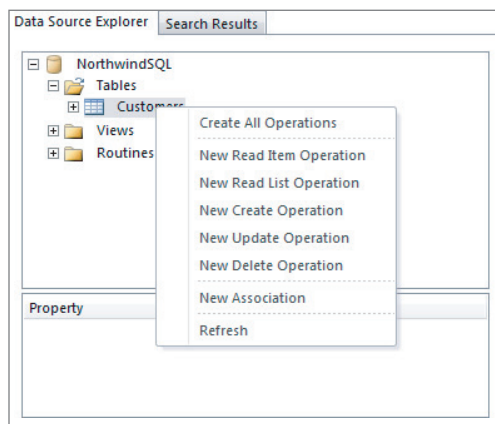 Data Source Explorer Search Results
NorthwindSQL
Tables
Customers
Views
Routines
Create All Operations
New Read Item Operation
New Read List Operation
New Create Operation
New Update Operation
New Delete Operation
New Association
Refresh
Property